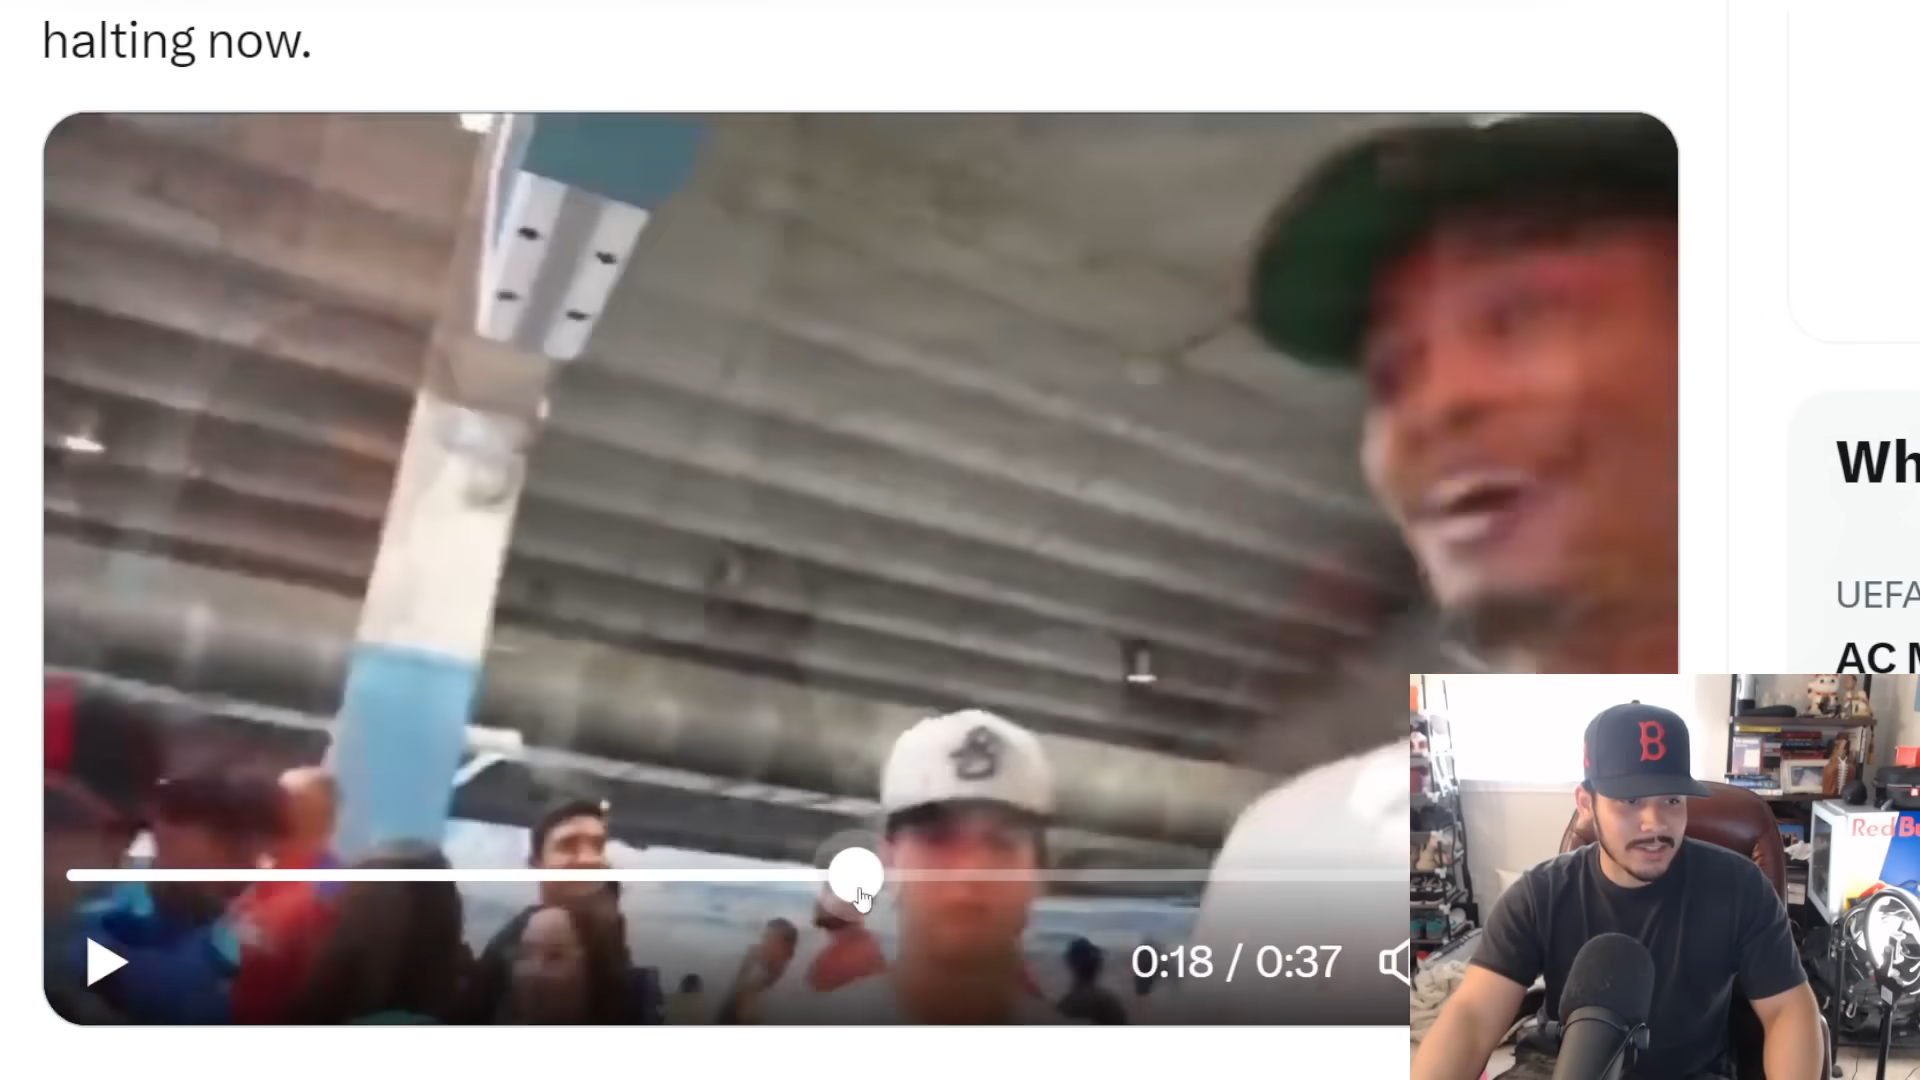 halting now.
Wh
UEFA
AC M
B
Red Bu
0:18 / 0:37